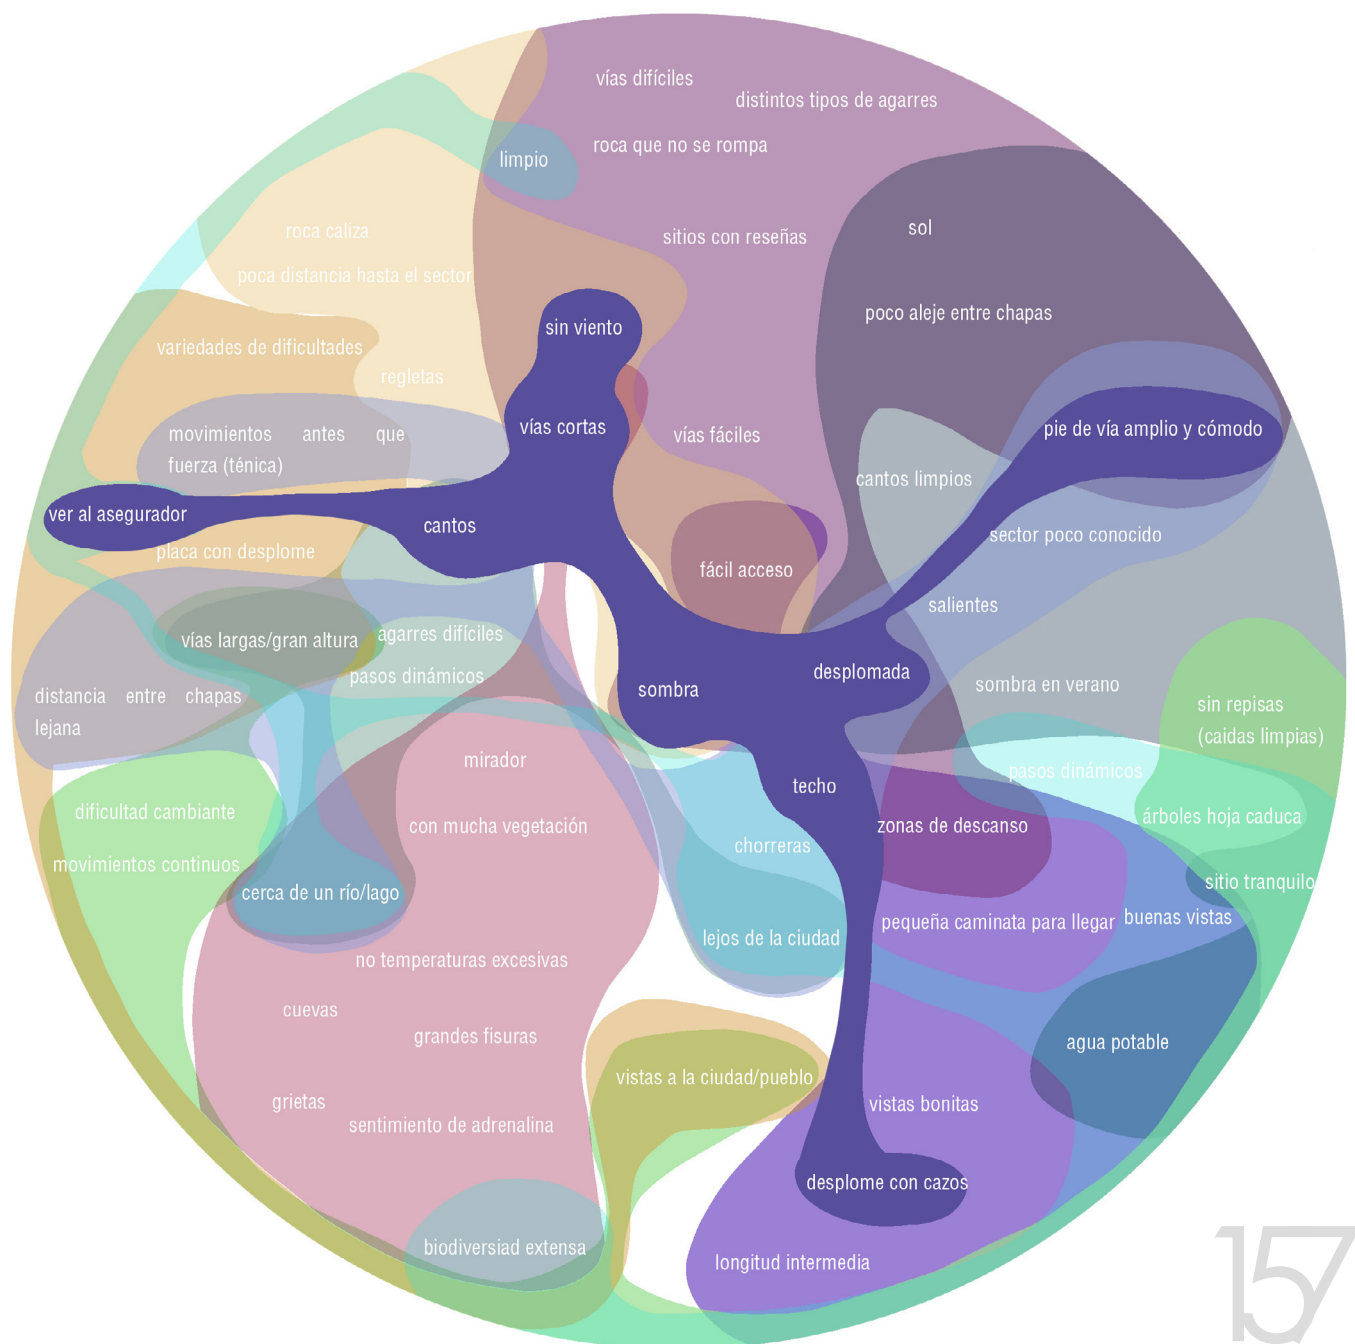 vías difíciles
distintos tipos de agarres
roca que no se rompa
limpio
roca caliza
sitios con reseñas
sol
poca distancia hasta el sector
poco aleje entre chapas
sin viento
variedades de dificultades
regletas
vías cortas
vías fáciles
pie de vía amplio y cómodo
movimientos antes que
fuerza (ténica)
cantos limpios
ver al asegurador
cantos
sector poco conocido
placa con desplome
fácil acceso
salientes
vías largas/gran altura
agarres difíciles
pasos dinámicos
sombra
desplomada
sombra en verano
distancia entre chapas
lejana
sin repisas
(caidas limpias)
mirador
techo
pasos dinámicos
dificultad cambiante
con mucha vegetación
chorreras
zonas de descanso
árboles hoja caduca
movimientos continuos
cerca de un río/lago
sitio tranquilo
lejos de la ciudad
pequeña caminata para llegar
buenas vistas
no temperaturas excesivas
cuevas
grandes fisuras
agua potable
vistas a la ciudad/pueblo
grietas
sentimiento de adrenalina
vistas bonitas
desplome con cazos
biodiversiad extensa
longitud intermedia
157